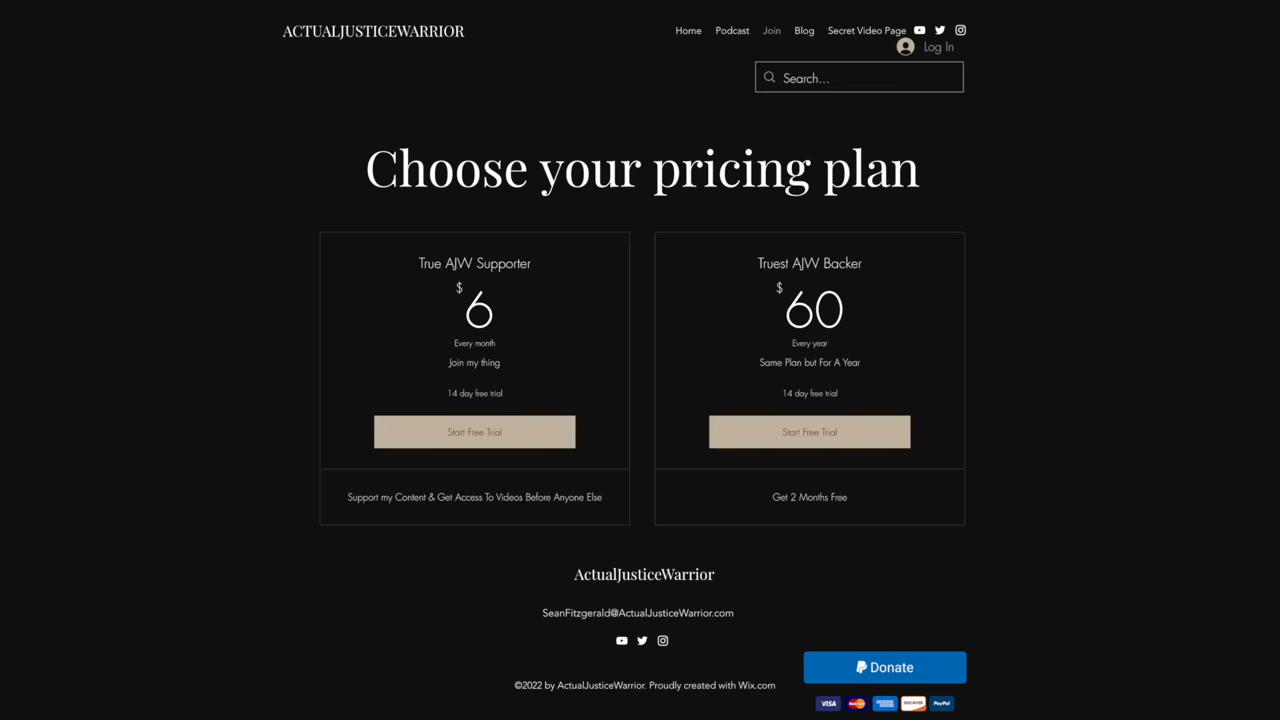 ACTUALJUSTICEWARRIOR
Home Podcast Join Blog Secret Video Page
Log In
Search...
Choose your pricing plan
True AJW Supporter
$
6
Every month
Join my thing
14 day free trial
Start Free Trial
Support my Content & Get Access To Videos Before Anyone Else
Truest AJW Backer
$
60
Every year
Same Plan but For A Year
14 day free trial
Start Free Trial
Get 2 Months Free
ActualJusticeWarrior
SeanFitzgerald@ActualJusticeWarrior.com
©2022 by ActualJusticeWarrior. Proudly created with Wix.com
Donate
VISA DISCOVER PayPal